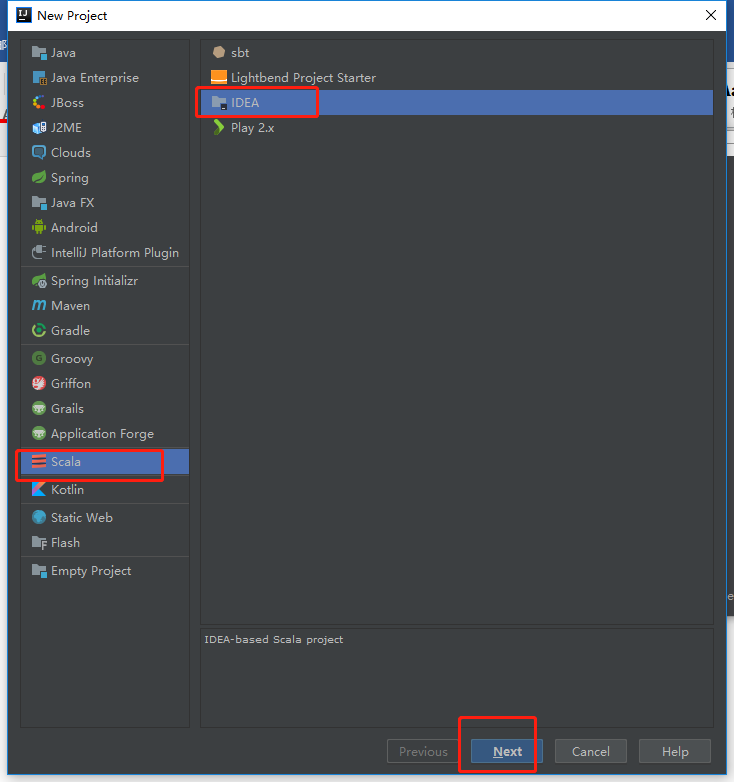 New Project
Java
Java Enterprise
JBoss
J2ME
Clouds
Spring
Java FX
Android
IntelliJ Platform Plugin
Spring Initializr
Maven
Gradle
Groovy
Griffon
Grails
Application Forge
Scala
Kotlin
Static Web
Flash
Empty Project
sbt
Lightbend Project Starter
IDEA
Play 2.x
IDEA-based Scala project
Previous
Next
Cancel
Help